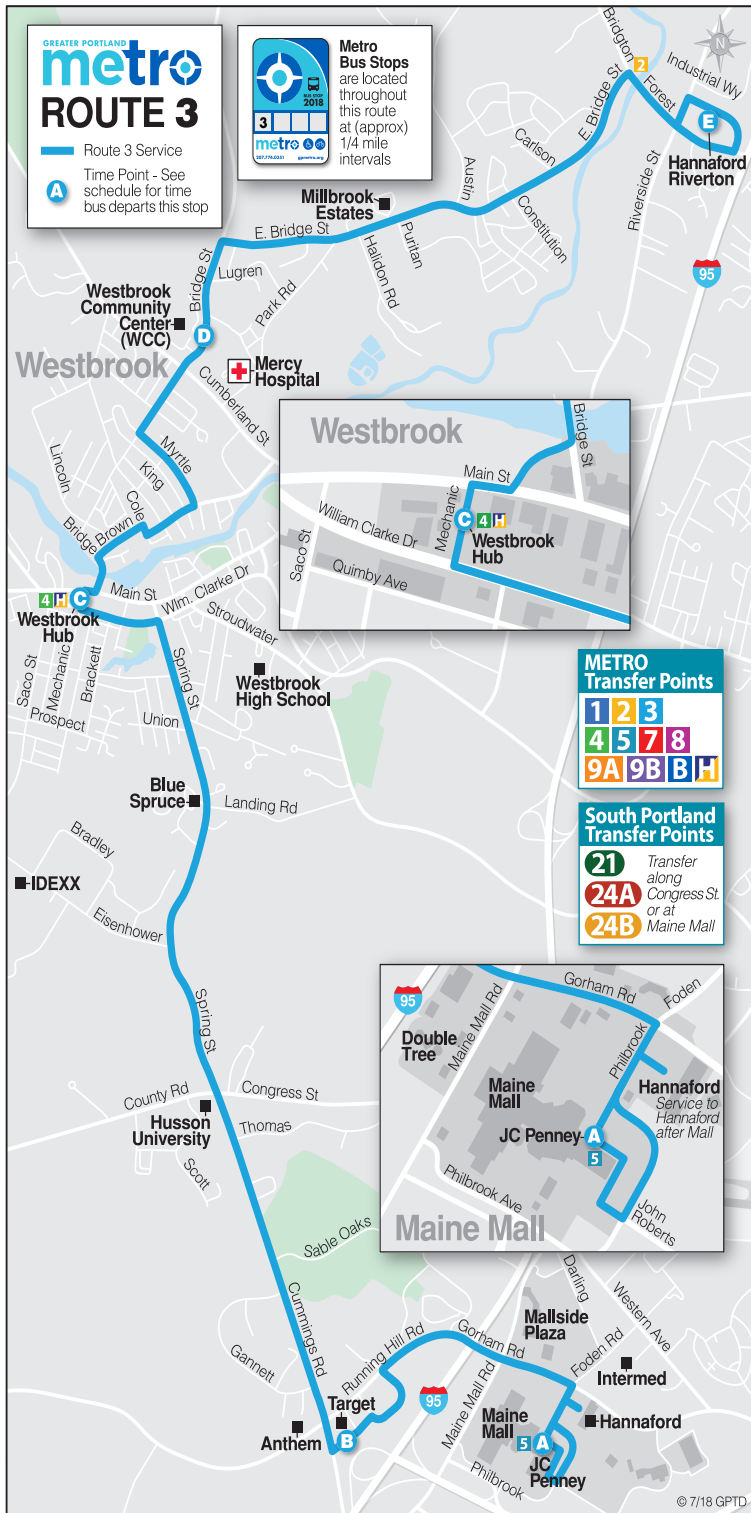 GREATER PORTLAND
metro
ROUTE 3
Route 3 Service
A
Time Point - See
schedule for time
bus departs this stop
BUS STOP
2018
3
metro
207.774.0351
gpmetro.org
Metro
Bus Stops
are located
throughout
this route
at (approx)
1/4 mile
intervals
N
Bridgton
2
Forest
Industrial Wy
E
Hannaford
Riverton
E. Bridge St
Riverside St
95
Carlson
Austin
Constitution
Millbrook
Estates
Puritan
Halidon Rd
E. Bridge St
Bridge St
Lugren
Park Rd
Westbrook
Community
Center
(WCC)
D
Westbrook
Mercy
Hospital
Cumberland St
Lincoln
Myrtle
King
Cole
Brown
Bridge
Main St
Wlm. Clarke Dr
4 H C
Westbrook
Hub
Stroudwater
Saco St
Mechanic
Brackett
Spring St
Prospect
Union
Westbrook
High School
Westbrook
Bridge St
Main St
Mechanic
C 4 H
Westbrook
Hub
William Clarke Dr
Saco St
Quimby Ave
METRO
Transfer Points
1 2 3
4 5 7 8
9A 9B B H
South Portland
Transfer Points
21
24A
24B
Transfer
along
Congress St.
or at
Maine Mall
Blue
Spruce
Landing Rd
Bradley
IDEXX
Eisenhower
Spring St
County Rd
Congress St
Husson
University
Thomas
Scott
Sable Oaks
Cummings Rd
Gannett
95
Gorham Rd
Foden
Maine Mall Rd
Double
Tree
Philbrook
Maine
Mall
Hannaford
Service to
Hannaford
after Mall
JC Penney
A
5
Philbrook Ave
John
Roberts
Maine Mall
Darling
Western Ave
Mallside
Plaza
Running Hill Rd
Gorham Rd
Foden Rd
Intermed
Target
95
Maine Mall Rd
Maine
Mall
Hannaford
Anthem
B
5 A
JC
Penney
Philbrook
© 7/18 GPTD